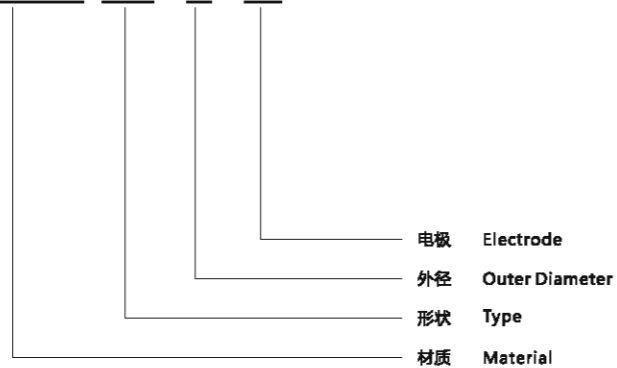 电极 Electrode
外径 Outer Diameter
形状 Type
材质 Material